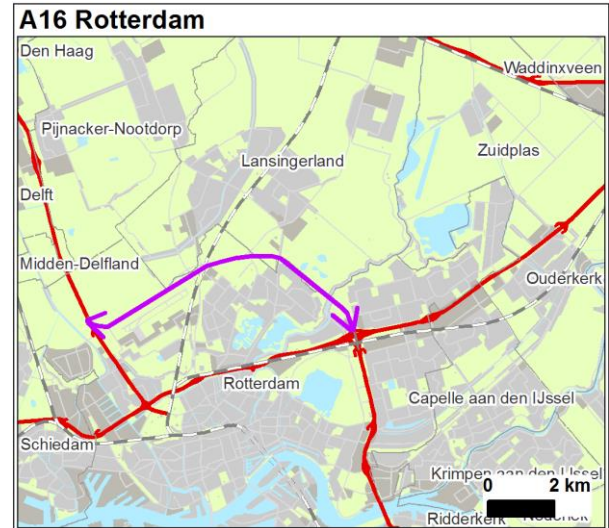 A16 Rotterdam
Den Haag
Waddinxveen
Pijnacker-Nootdorp
Lansingerland
Zuidplas
Delft
Midden-Delfland
Ouderkerk
Rotterdam
Capelle aan den IJssel
Schiedam
Krimpen aan den IJssel
0 2 km
Ridderkerk